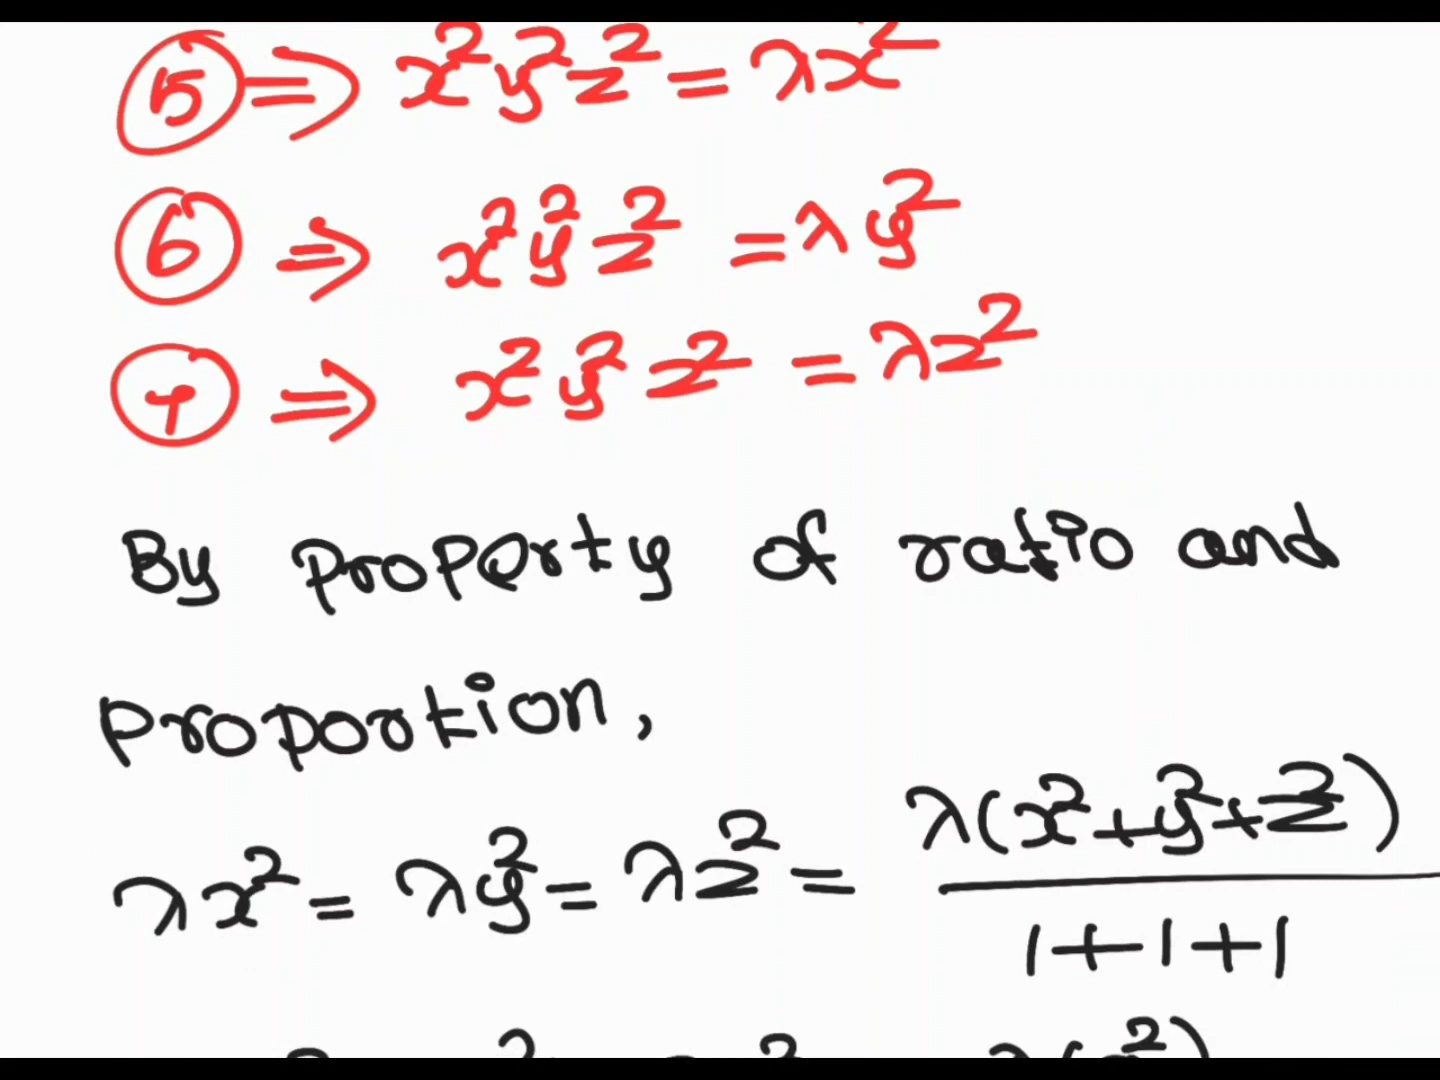 ⑤ ⇒ x²y²z² = λx²
⑥ ⇒ x²y²z² = λy²
⑦ ⇒ x²y²z² = λz²
By property of ratio and
proportion,
λx² = λy² = λz² = λ(x²+y²+z²) / 1+1+1